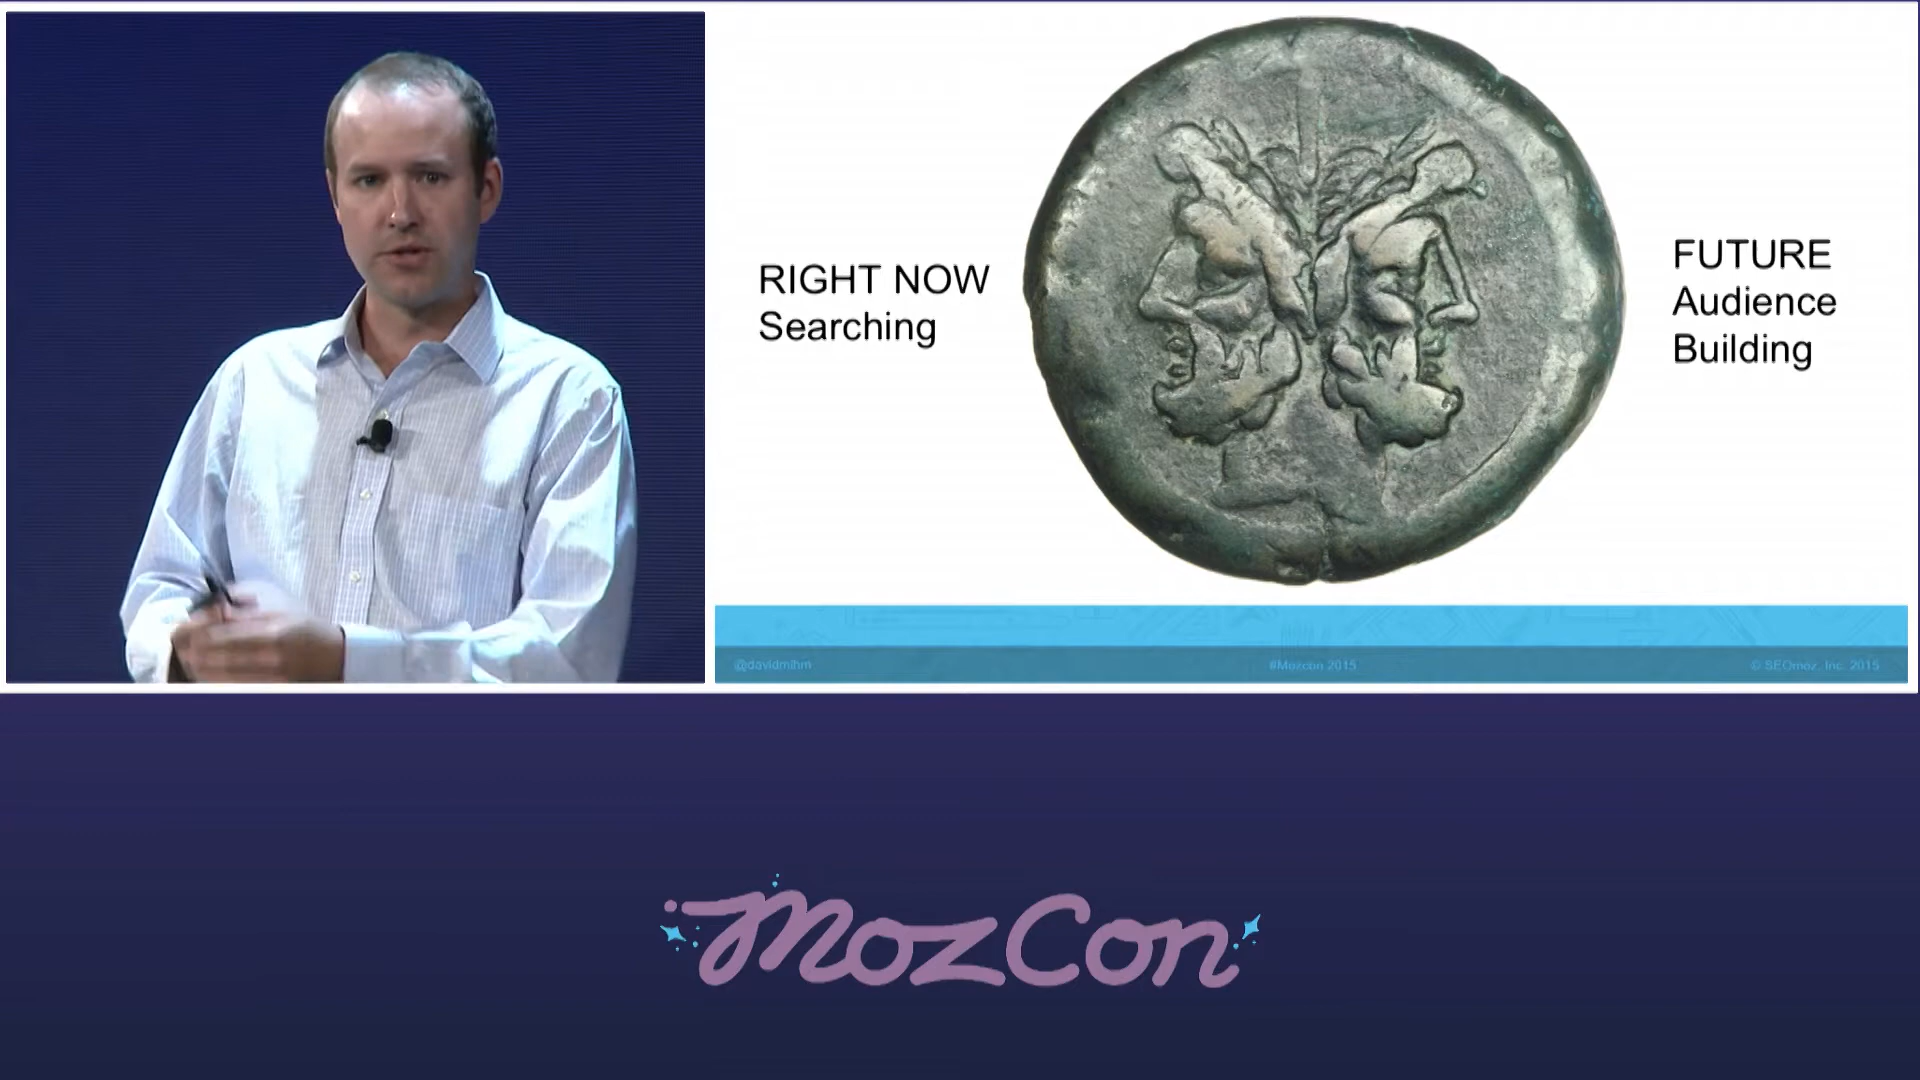 RIGHT NOW
Searching
FUTURE
Audience
Building
@davidmihm
#Mozcon 2015
© SEOmoz, Inc. 2015
MozCon